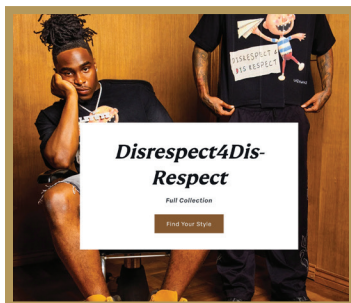 DISRESPECT 4
DIS RESPECT
Disrespect4Dis-
Respect
Full Collection
Find Your Style